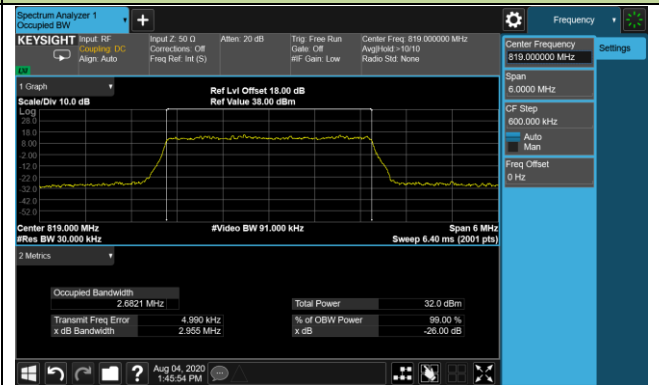 Spectrum Analyzer 1
Occupied BW
Frequency
KEYSIGHT
Input: RF
Coupling: DC
Align: Auto
Input Z: 50 Ω
Corrections: Off
Freq Ref: Int (S)
Atten: 20 dB
Trig: Free Run
Gate: Off
#IF Gain: Low
Center Freq: 819.000000 MHz
Avg|Hold:>10/10
Radio Std: None
1 Graph
Scale/Div 10.0 dB
Ref Lvl Offset 18.00 dB
Ref Value 38.00 dBm
Log
28.0
18.0
8.00
-2.00
-12.0
-22.0
-32.0
-42.0
-52.0
Center 819.000 MHz
#Res BW 30.000 kHz
#Video BW 91.000 kHz
Span 6 MHz
Sweep 6.40 ms (2001 pts)
2 Metrics
Occupied Bandwidth
2.6821 MHz
Transmit Freq Error 4.990 kHz
x dB Bandwidth 2.955 MHz
Total Power 32.0 dBm
% of OBW Power 99.00 %
x dB -26.00 dB
Aug 04, 2020
1:45:54 PM
Center Frequency
819.000000 MHz
Settings
Span
6.0000 MHz
CF Step
600.000 kHz
Auto
Man
Freq Offset
0 Hz